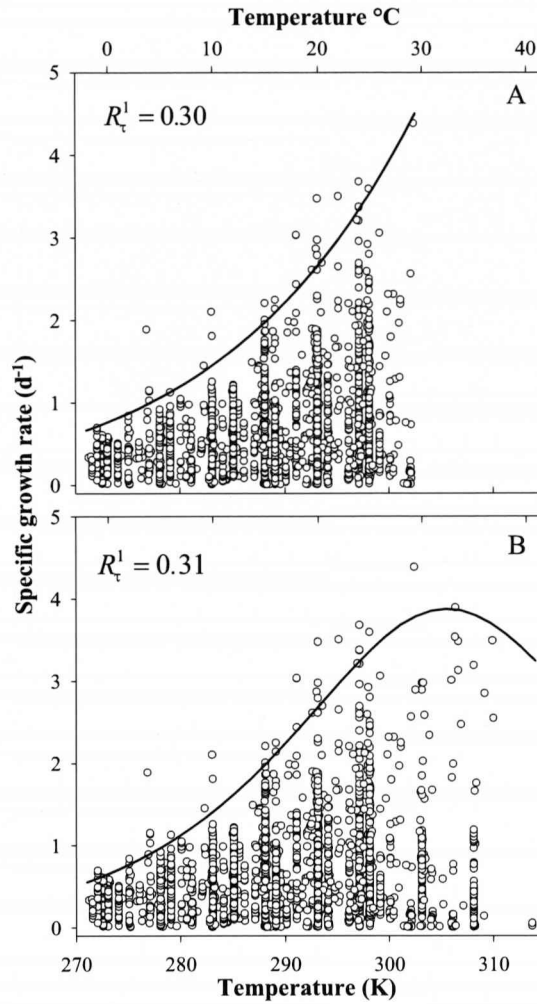 Temperature °C
0 10 20 30 40
5
A
R¹τ = 0.30
4
3
2
1
0
Specific growth rate (d⁻¹)
5
B
R¹τ = 0.31
4
3
2
1
0
270 280 290 300 310
Temperature (K)